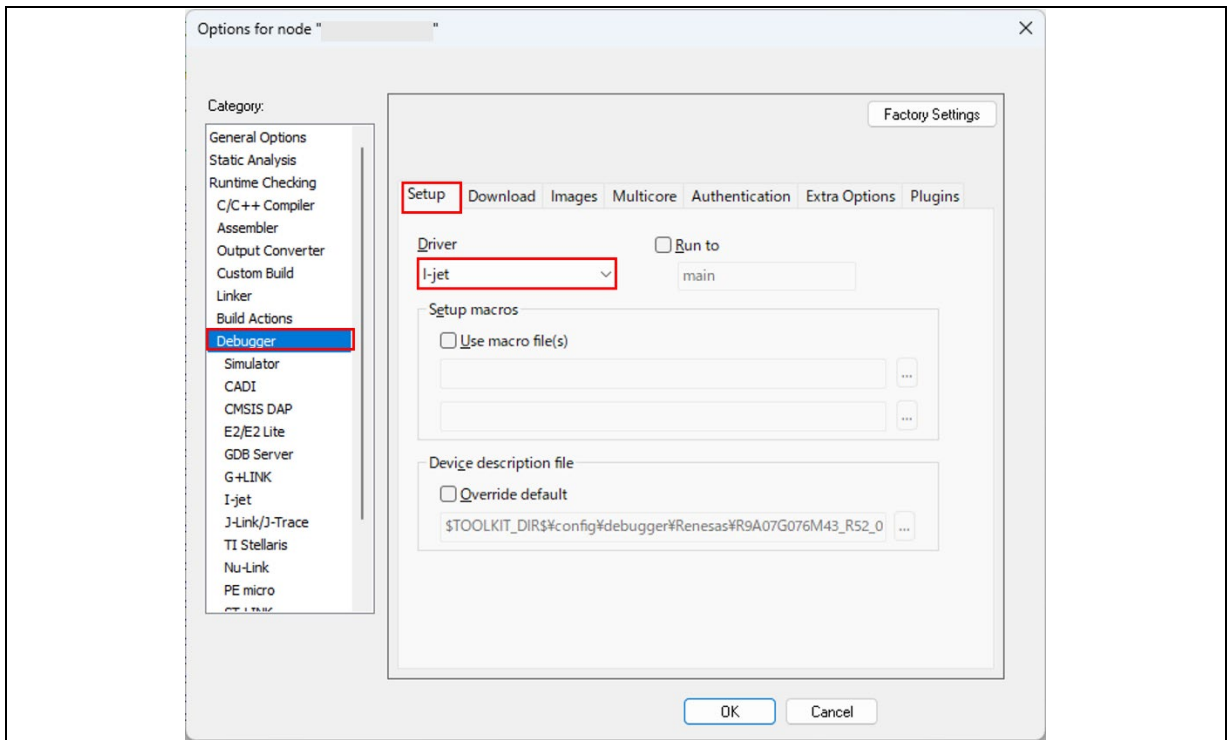 Options for node " "
Category:
Factory Settings
General Options
Static Analysis
Runtime Checking
C/C++ Compiler
Assembler
Output Converter
Custom Build
Linker
Build Actions
Debugger
Simulator
CADI
CMSIS DAP
E2/E2 Lite
GDB Server
G+LINK
I-jet
J-Link/J-Trace
TI Stellaris
Nu-Link
PE micro
ST-LINK
Setup Download Images Multicore Authentication Extra Options Plugins
Driver
Run to
I-jet
main
Setup macros
Use macro file(s)
...
...
Device description file
Override default
$TOOLKIT_DIR$¥config¥debugger¥Renesas¥R9A07G076M43_R52_0
...
OK Cancel